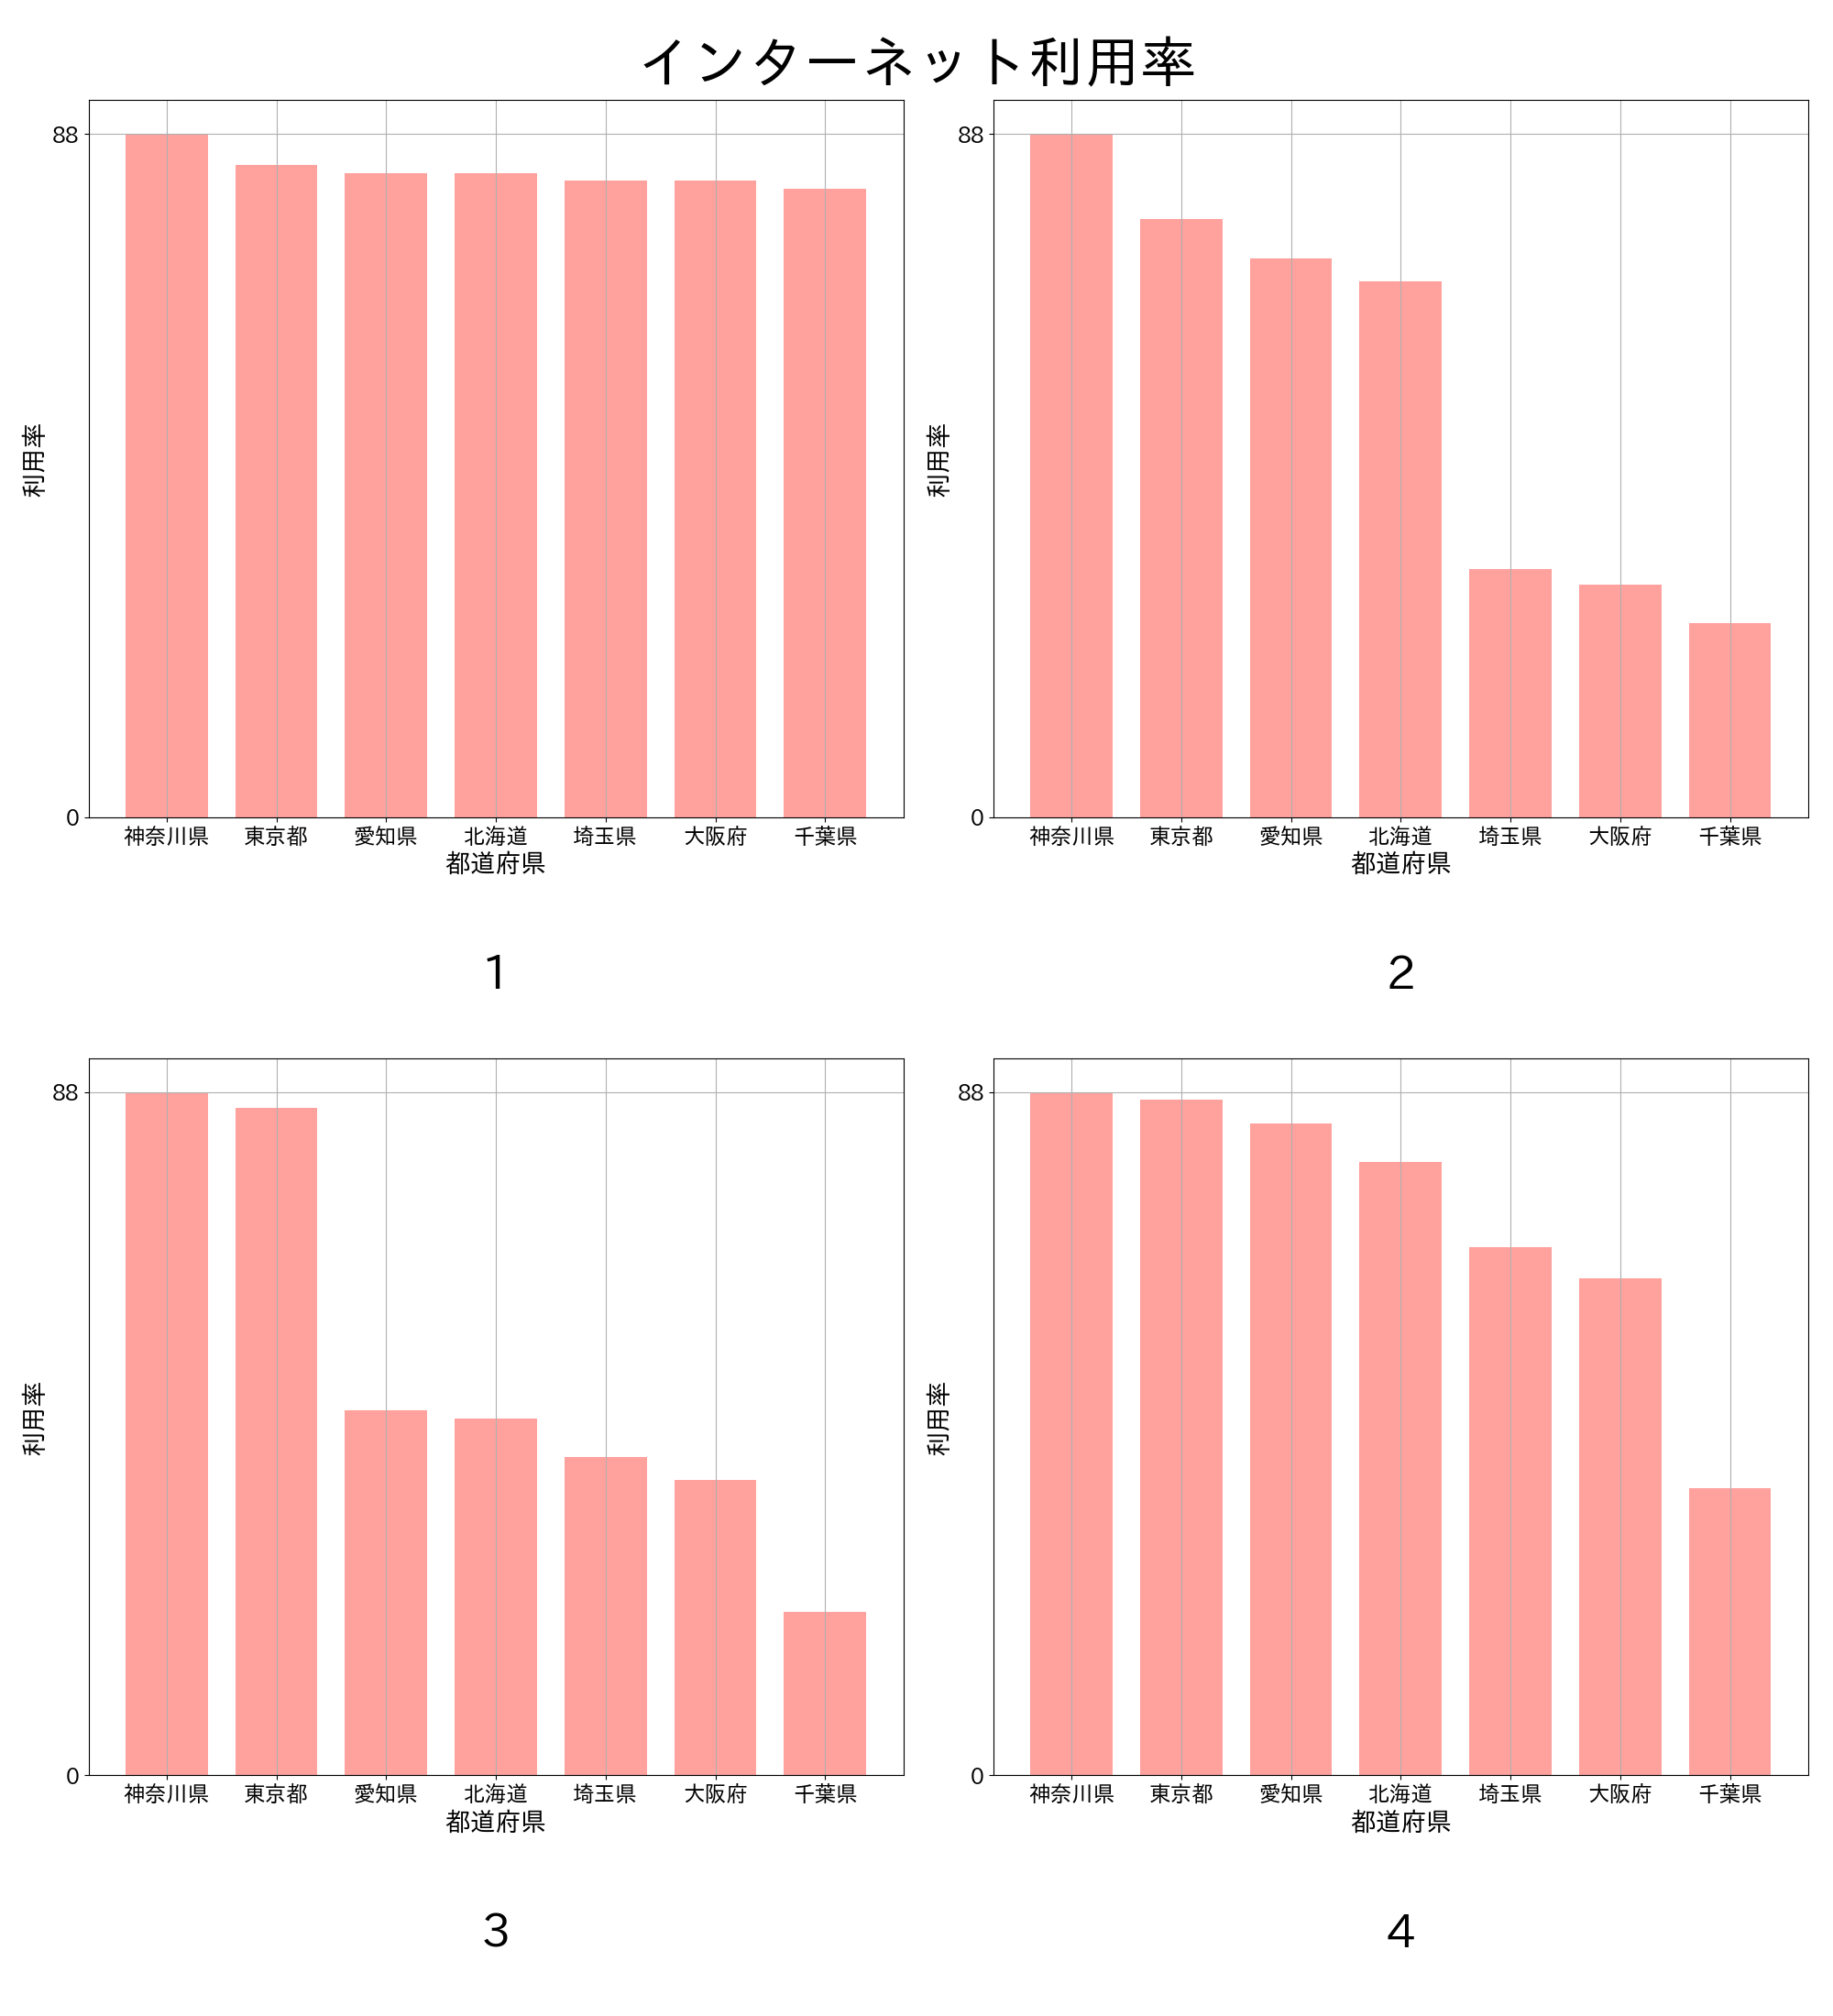 インターネット利用率
88
利用率
0
神奈川県 東京都 愛知県 北海道 埼玉県 大阪府 千葉県
都道府県
1
88
利用率
0
神奈川県 東京都 愛知県 北海道 埼玉県 大阪府 千葉県
都道府県
2
88
利用率
0
神奈川県 東京都 愛知県 北海道 埼玉県 大阪府 千葉県
都道府県
3
88
利用率
0
神奈川県 東京都 愛知県 北海道 埼玉県 大阪府 千葉県
都道府県
4